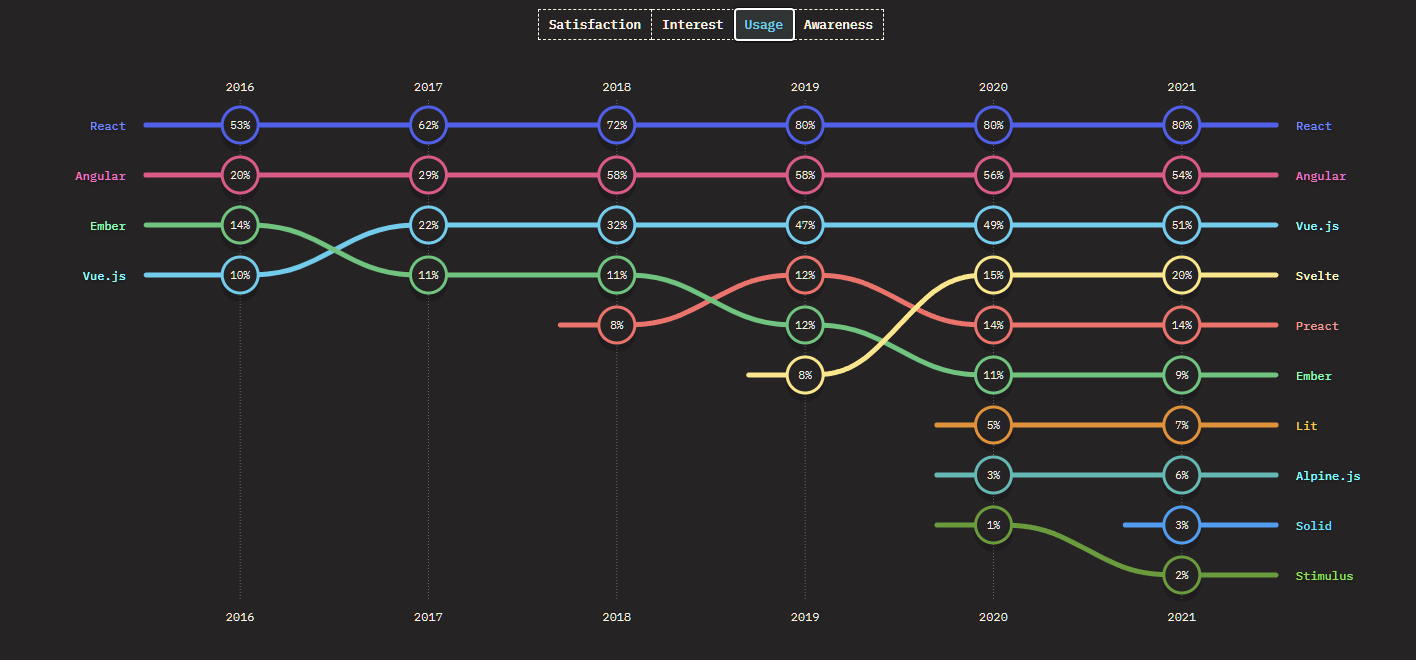 Satisfaction Interest Usage Awareness
2016 2017 2018 2019 2020 2021
React 53% 62% 72% 80% 80% 80% React
Angular 20% 29% 58% 58% 56% 54% Angular
Ember 14% 22% 32% 47% 49% 51% Vue.js
Vue.js 10% 11% 11% 12% 15% 20% Svelte
8% 12% 14% 14% Preact
8% 11% 9% Ember
5% 7% Lit
3% 6% Alpine.js
1% 3% Solid
2% Stimulus
2016 2017 2018 2019 2020 2021